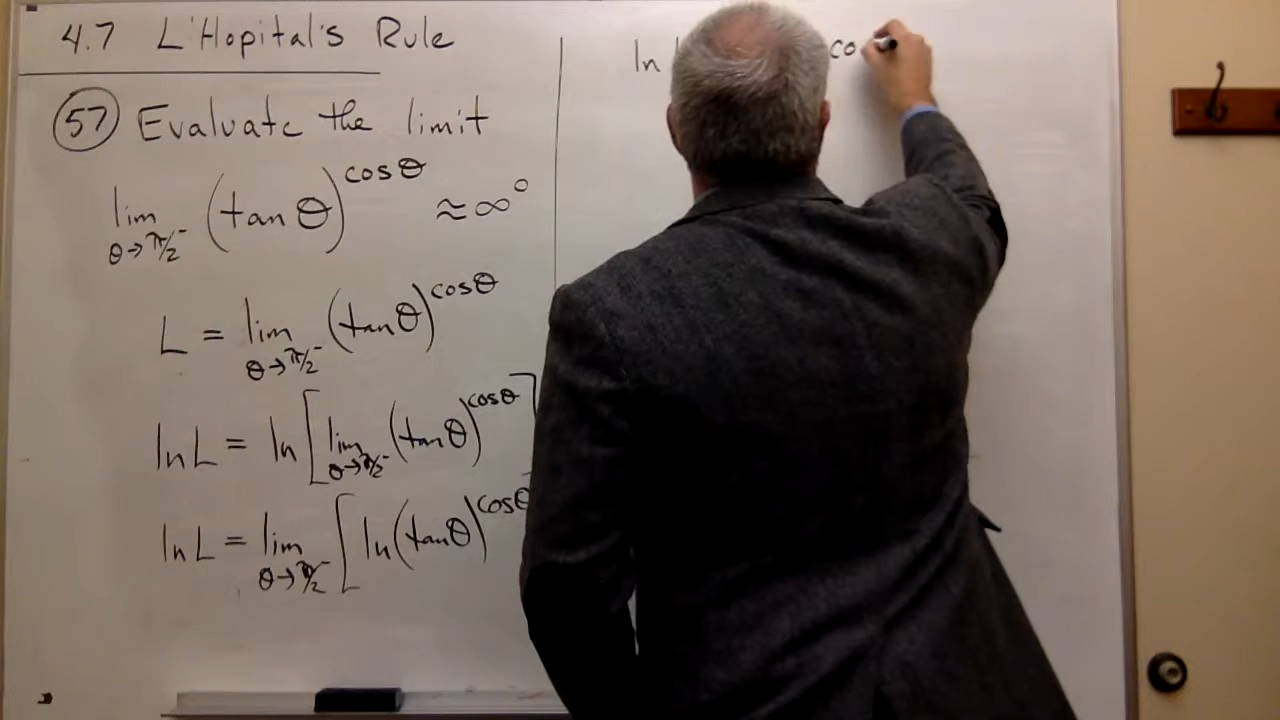 4.7 L'Hopital's Rule
57 Evaluate the limit
lim θ→π/2⁻ (tan θ)^cos θ ≈ ∞⁰
L = lim θ→π/2⁻ (tan θ)^cos θ
ln L = ln [lim θ→π/2⁻ (tan θ)^cos θ]
ln L = lim θ→π/2⁻ [ln (tan θ)^cos θ
ln
co